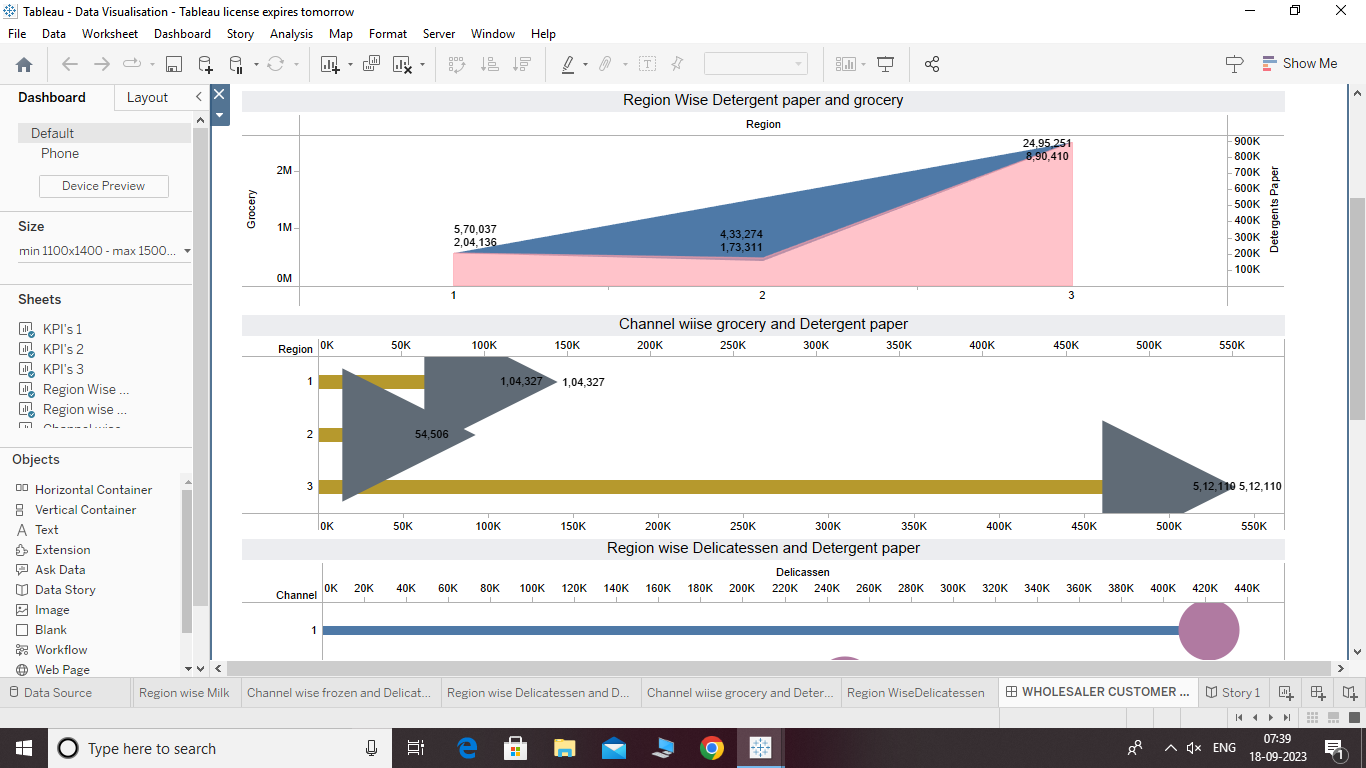 Tableau - Data Visualisation - Tableau license expires tomorrow
File Data Worksheet Dashboard Story Analysis Map Format Server Window Help
Show Me
Dashboard Layout
Default
Phone
Device Preview
Size
min 1100x1400 - max 1500...
Sheets
KPI's 1
KPI's 2
KPI's 3
Region Wise ...
Region wise ...
Objects
Horizontal Container
Vertical Container
Text
Extension
Ask Data
Data Story
Image
Blank
Workflow
Web Page
Region Wise Detergent paper and grocery
Region
Grocery
2M
1M
0M
5,70,037
2,04,136
4,33,274
1,73,311
24,95,251
8,90,410
900K
800K
700K
600K
500K
400K
300K
200K
100K
Detergents Paper
1 2 3
Channel wiise grocery and Detergent paper
Region 0K 50K 100K 150K 200K 250K 300K 350K 400K 450K 500K 550K
1 1,04,327 1,04,327
2 54,506
3 5,12,110 5,12,110
0K 50K 100K 150K 200K 250K 300K 350K 400K 450K 500K 550K
Region wise Delicatessen and Detergent paper
Delicassen
Channel 0K 20K 40K 60K 80K 100K 120K 140K 160K 180K 200K 220K 240K 260K 280K 300K 320K 340K 360K 380K 400K 420K 440K
1
Data Source Region wise Milk Channel wise frozen and Delicat... Region wise Delicatessen and D... Channel wiise grocery and Deter... Region WiseDelicatessen WHOLESALER CUSTOMER ... Story 1
Type here to search
ENG
07:39
18-09-2023
1